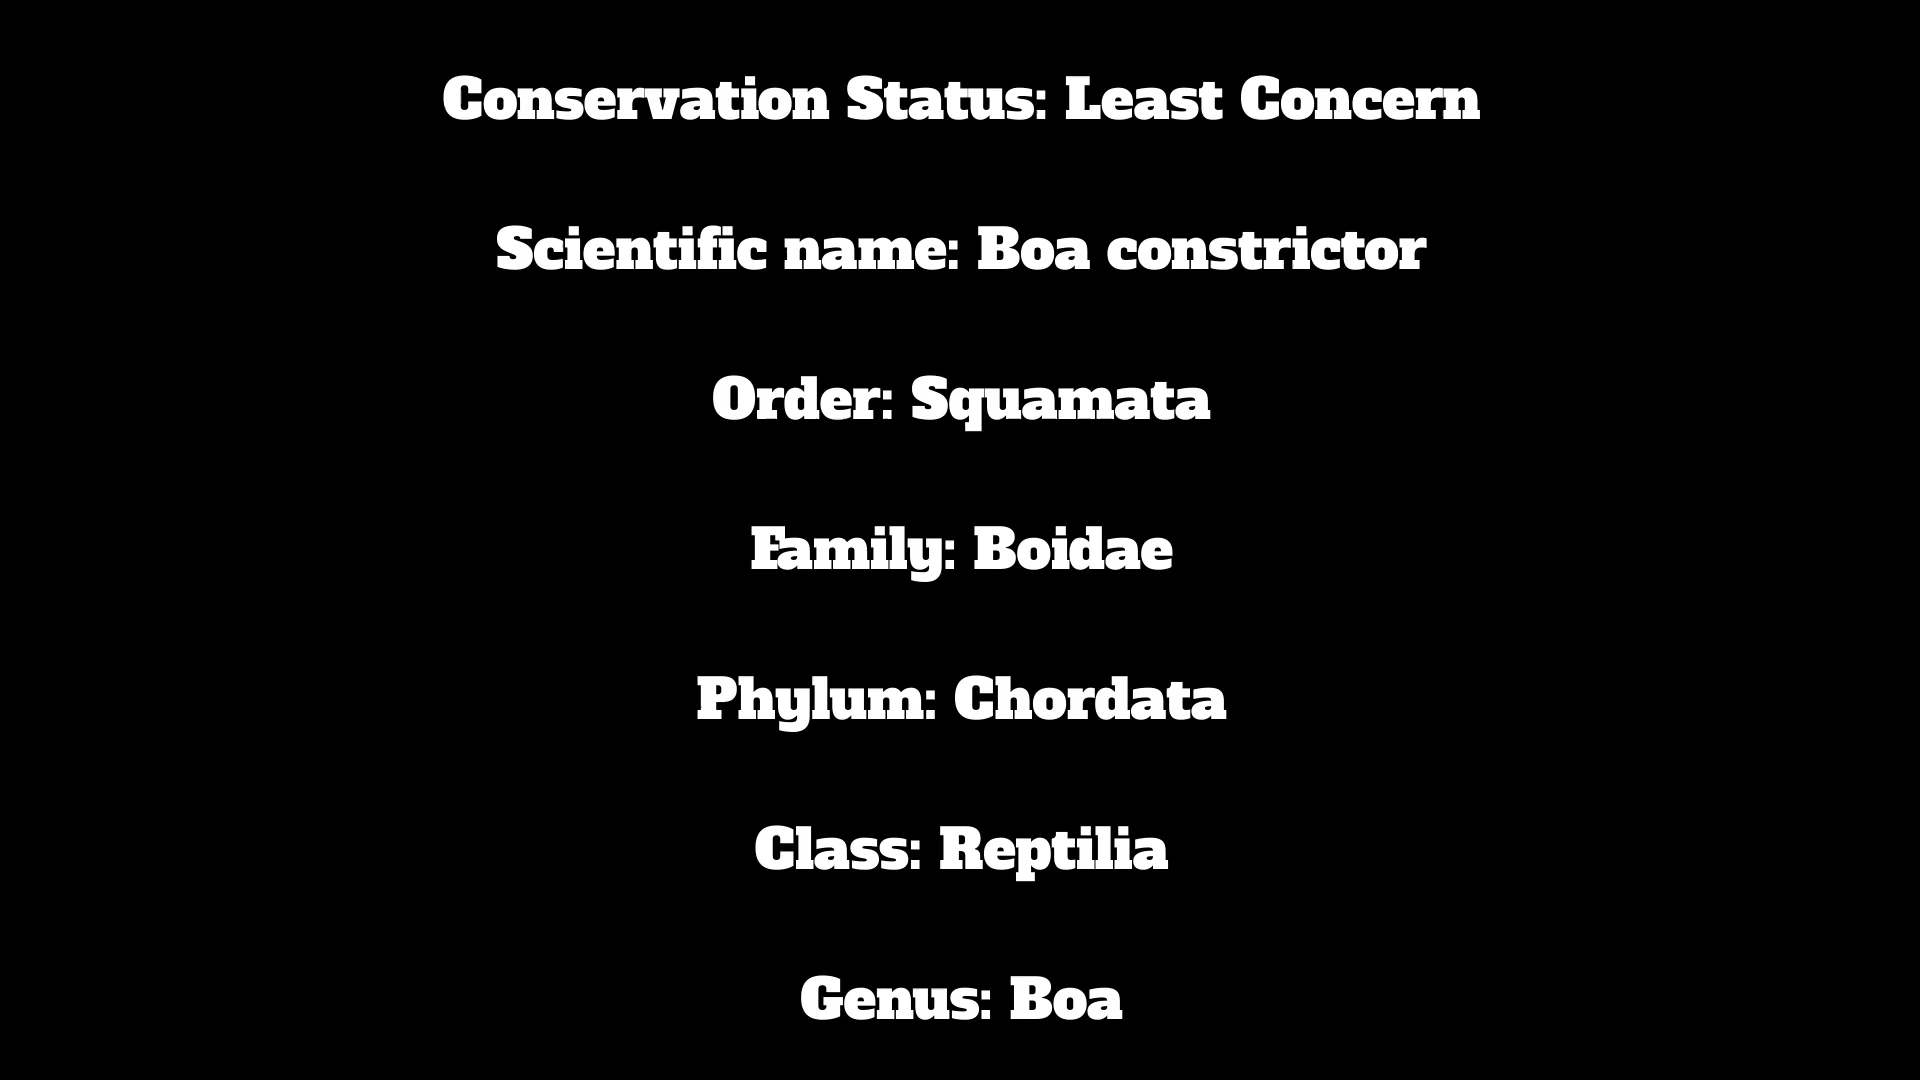 Conservation Status: Least Concern
Scientific name: Boa constrictor
Order: Squamata
Family: Boidae
Phylum: Chordata
Class: Reptilia
Genus: Boa